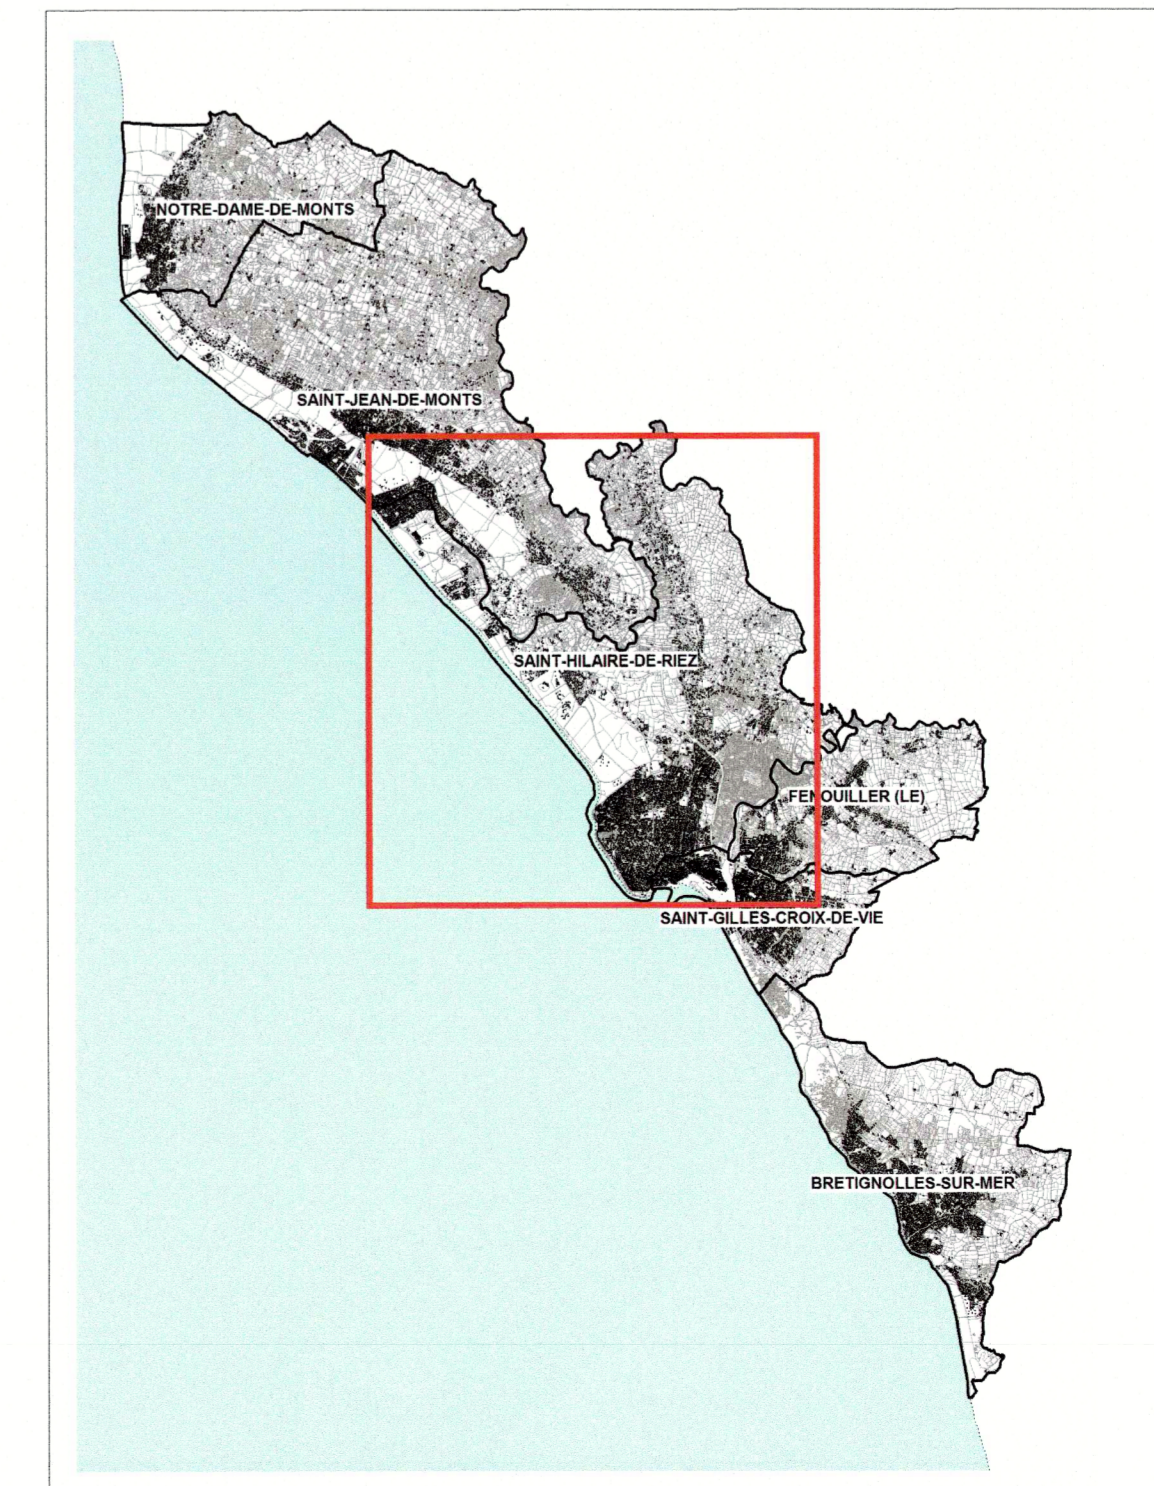 NOTRE-DAME-DE-MONTS
SAINT-JEAN-DE-MONTS
SAINT-HILAIRE-DE-RIEZ
FENOUILLER (LE)
SAINT-GILLES-CROIX-DE-VIE
BRETIGNOLLES-SUR-MER